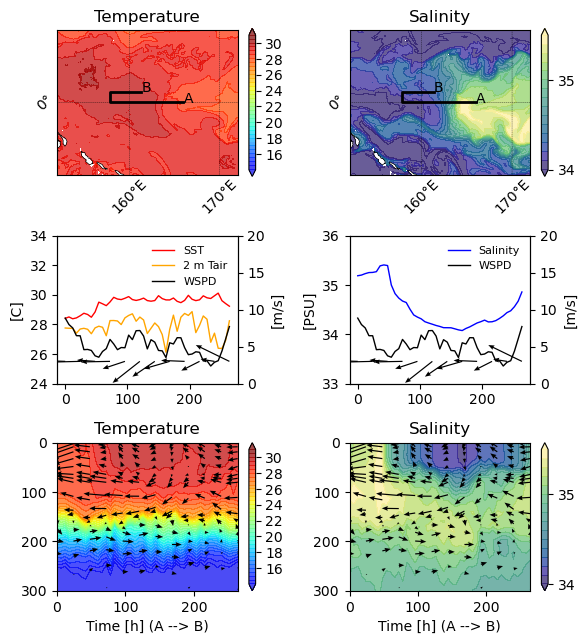 Temperature
Salinity
30
28
26
24
22
20
18
16
35
34
B
A
B
A
0°
0°
160°E
170°E
160°E
170°E
34
32
30
28
26
24
[C]
SST
2 m Tair
WSPD
20
15
10
5
0
[m/s]
0
100
200
36
35
34
33
[PSU]
Salinity
WSPD
20
15
10
5
0
[m/s]
0
100
200
Temperature
Salinity
0
100
200
300
30
28
26
24
22
20
18
16
0
100
200
300
35
34
0
100
200
0
100
200
Time [h] (A --> B)
Time [h] (A --> B)